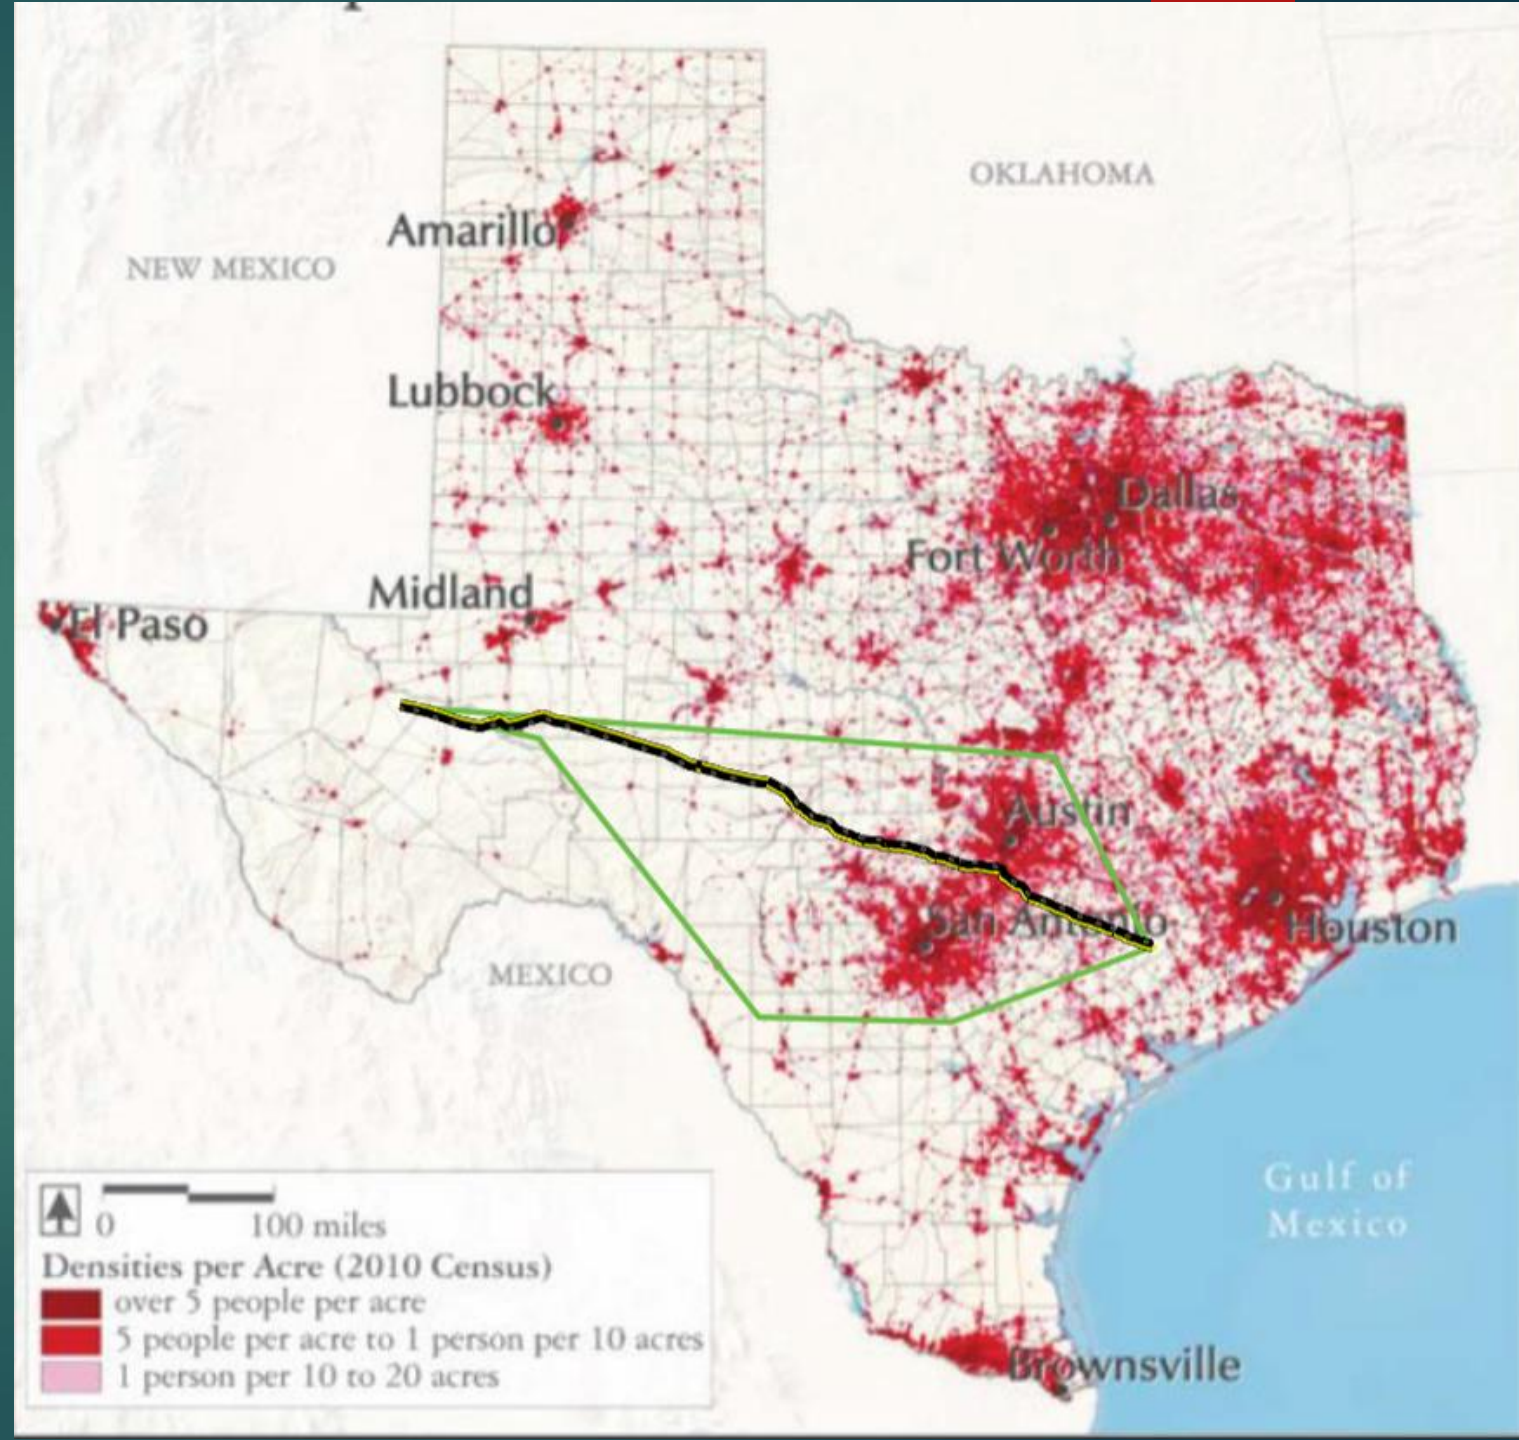 OKLAHOMA
Amarillo
NEW MEXICO
Lubbock
Dallas
Fort Worth
Midland
El Paso
Austin
San Antonio
Houston
MEXICO
Gulf of
Mexico
0 100 miles
Densities per Acre (2010 Census)
over 5 people per acre
5 people per acre to 1 person per 10 acres
1 person per 10 to 20 acres
Brownsville